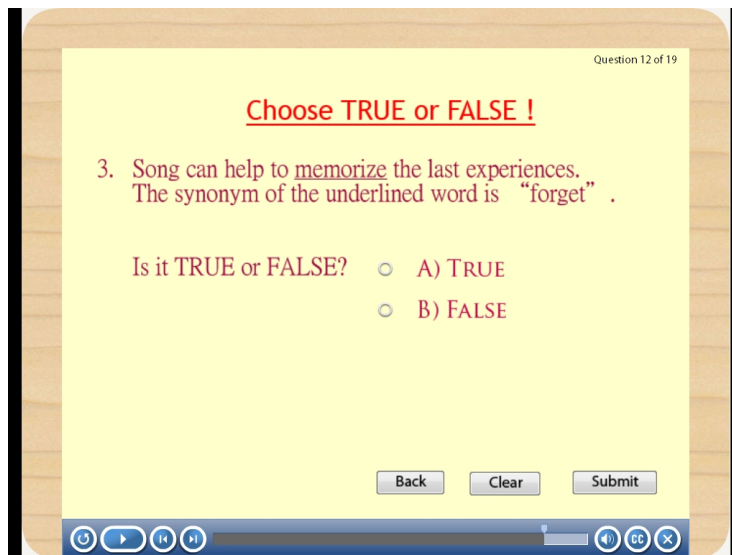 Question 12 of 19
Choose TRUE or FALSE !
3. Song can help to memorize the last experiences.
The synonym of the underlined word is “forget” .
Is it TRUE or FALSE?
A) TRUE
B) FALSE
Back Clear Submit
CC